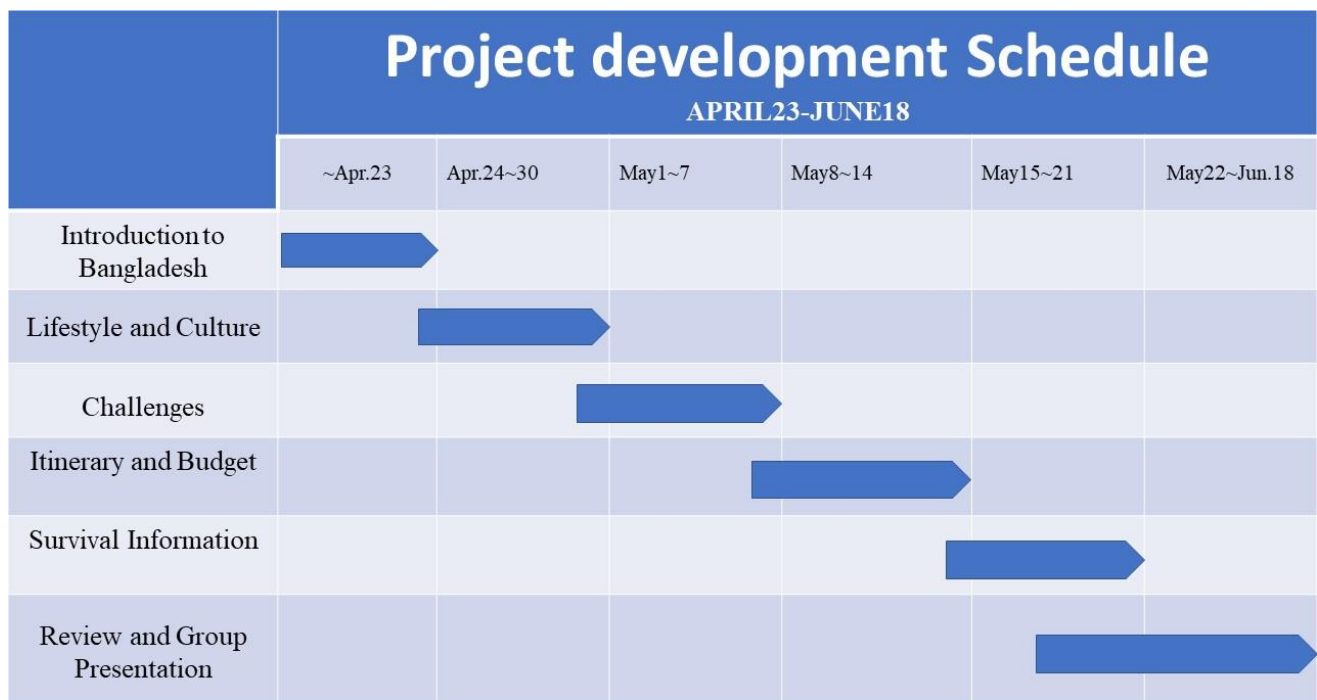 Project development Schedule
APRIL23-JUNE18
~Apr.23
Apr.24~30
May1~7
May8~14
May15~21
May22~Jun.18
Introduction to
Bangladesh
Lifestyle and Culture
Challenges
Itinerary and Budget
Survival Information
Review and Group
Presentation